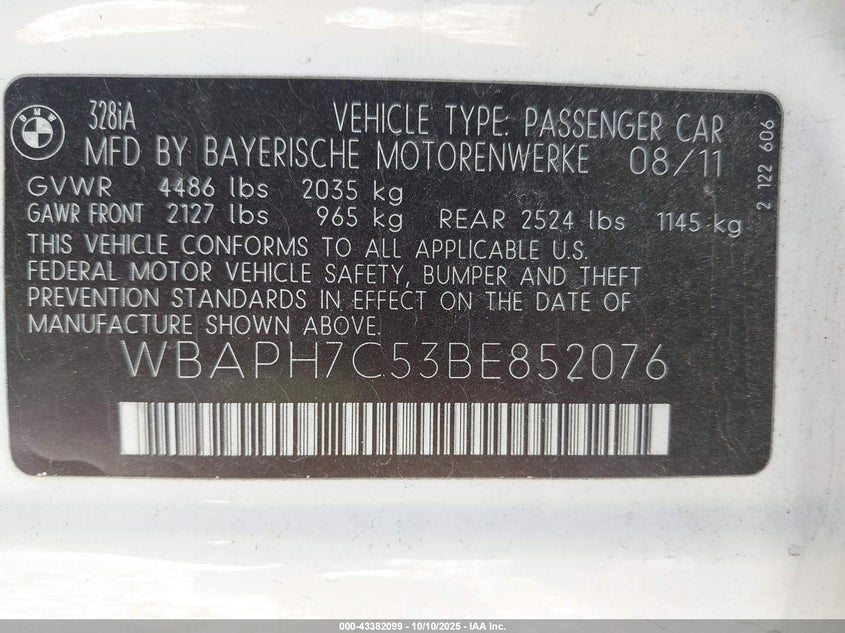 BMW
328iA VEHICLE TYPE: PASSENGER CAR
MFD BY BAYERISCHE MOTORENWERKE 08/11
GVWR 4486 lbs 2035 kg
GAWR FRONT 2127 lbs 965 kg REAR 2524 lbs 1145 kg
THIS VEHICLE CONFORMS TO ALL APPLICABLE U.S.
FEDERAL MOTOR VEHICLE SAFETY, BUMPER AND THEFT
PREVENTION STANDARDS IN EFFECT ON THE DATE OF
MANUFACTURE SHOWN ABOVE.
WBAPH7C53BE852076
2 122 606
000-43382099 • 10/10/2025 - IAA Inc.